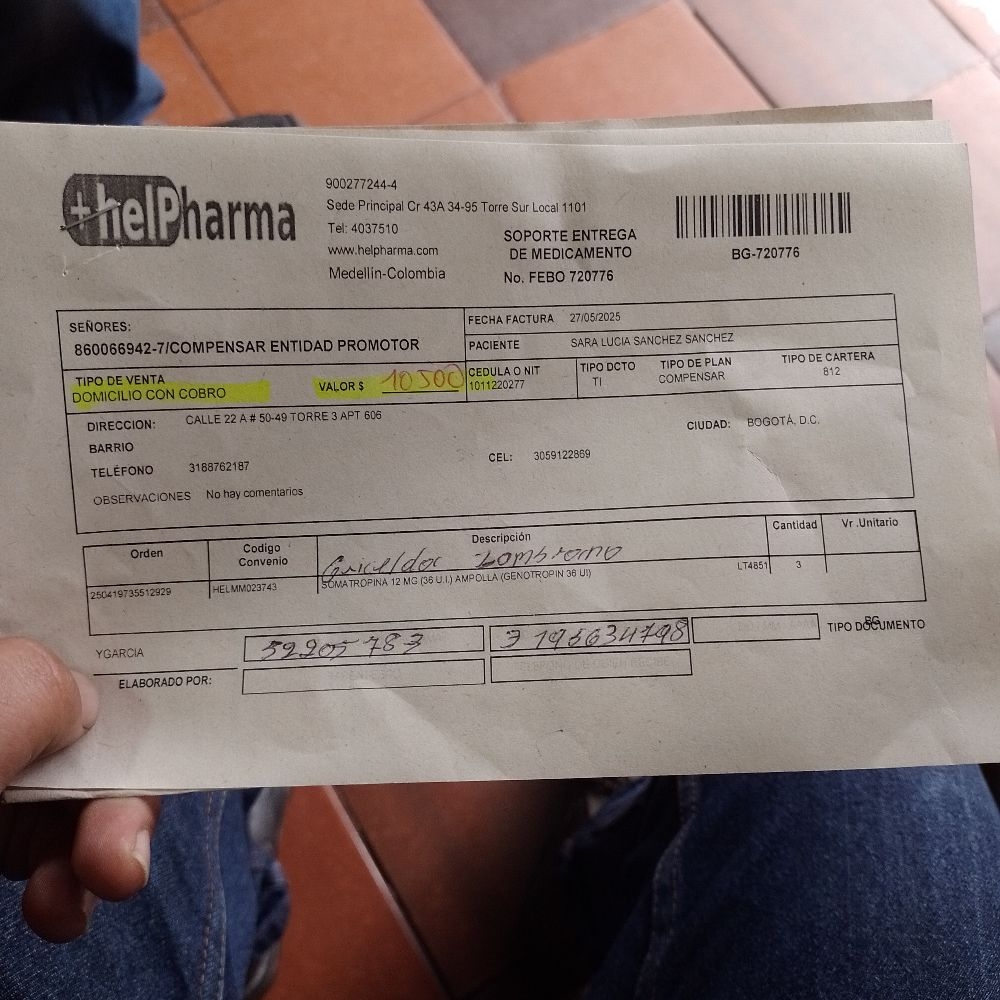 +helPharma
900277244-4
Sede Principal Cr 43A 34-95 Torre Sur Local 1101
Tel: 4037510
www.helpharma.com
Medellin-Colombia
SOPORTE ENTREGA
DE MEDICAMENTO
No. FEBO 720776
BG-720776
SEÑORES:
860066942-7/COMPENSAR ENTIDAD PROMOTOR
FECHA FACTURA 27/05/2025
PACIENTE SARA LUCIA SANCHEZ SANCHEZ
TIPO DE VENTA
DOMICILIO CON COBRO
VALOR $ 10500
CEDULA O NIT
1011220277
TIPO DCTO
TI
TIPO DE PLAN
COMPENSAR
TIPO DE CARTERA
812
DIRECCION: CALLE 22 A # 50-49 TORRE 3 APT 606
CIUDAD: BOGOTÁ, D.C.
BARRIO
TELÉFONO 3188762187
CEL: 3059122869
OBSERVACIONES No hay comentarios
Orden
Codigo
Convenio
Descripción
Cantidad
Vr .Unitario
250419735512929
HELMM023743
SOMATROPINA 12 MG (36 U.I.) AMPOLLA (GENOTROPIN 36 UI)
LT4851
3
YGARCIA
52205783
3195634798
BG
TIPO DOCUMENTO
ELABORADO POR: